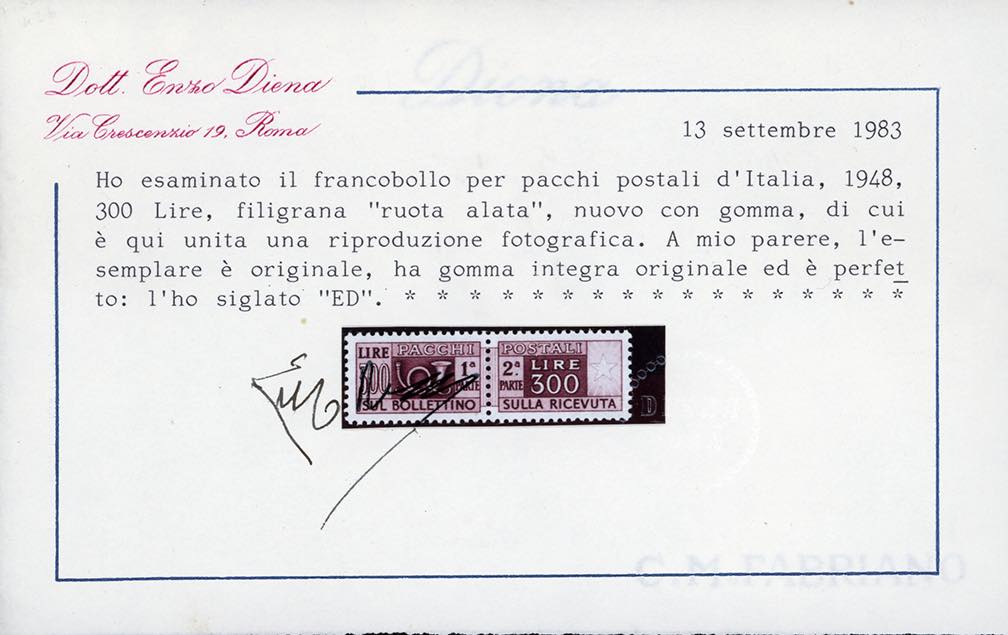 Dott. Enzo Diena
Via Crescenzio 19, Roma
13 settembre 1983
Ho esaminato il francobollo per pacchi postali d'Italia, 1948,
300 Lire, filigrana "ruota alata", nuovo con gomma, di cui
è qui unita una riproduzione fotografica. A mio parere, l'e-
semplare è originale, ha gomma integra originale ed è perfet
to: l'ho siglato "ED". * * * * * * * * * * * * * * * * *
LIRE PACCHI POSTALI
300 1ª PARTE 2ª PARTE LIRE 300
SUL BOLLETTINO SULLA RICEVUTA
D
Diena
C.M.FABRIANO